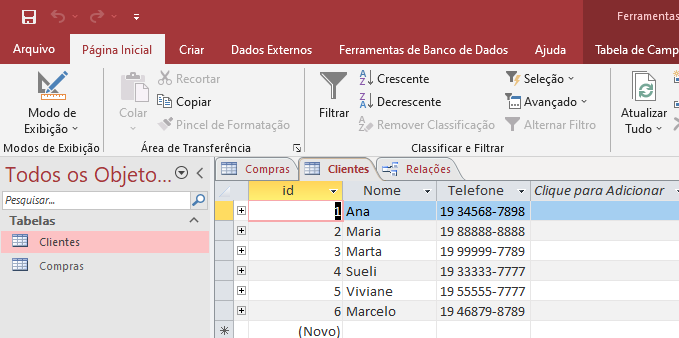 Ferramentas
Arquivo Página Inicial Criar Dados Externos Ferramentas de Banco de Dados Ajuda Tabela de Camp
Modo de Exibição
Modos de Exibição
Colar
Recortar
Copiar
Pincel de Formatação
Área de Transferência
Filtrar
Crescente
Decrescente
Remover Classificação
Seleção
Avançado
Alternar Filtro
Classificar e Filtrar
Atualizar Tudo
Todos os Objeto...
Pesquisar...
Tabelas
Clientes
Compras
Compras Clientes Relações
id Nome Telefone Clique para Adicionar
1 Ana 19 34568-7898
2 Maria 19 88888-8888
3 Marta 19 99999-7789
4 Sueli 19 33333-7777
5 Viviane 19 55555-7777
6 Marcelo 19 46879-8789
(Novo)